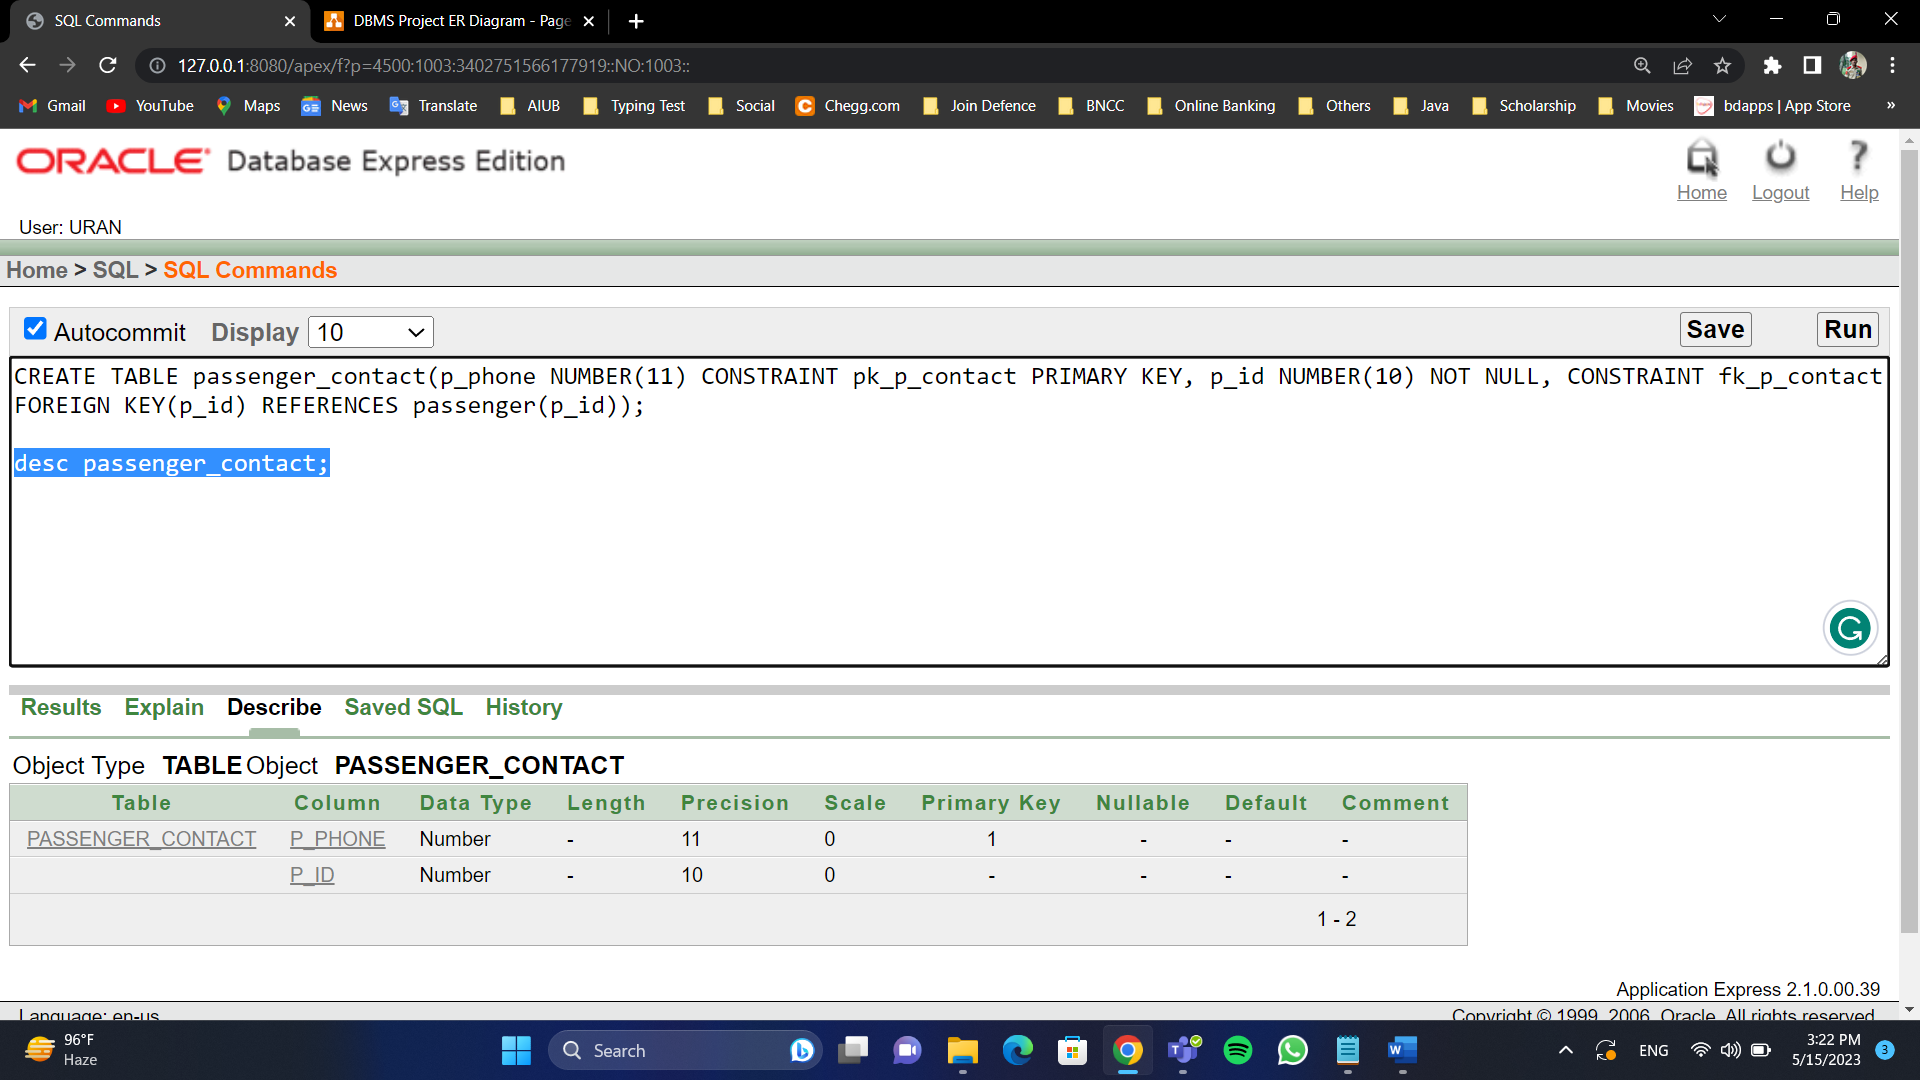 SQL Commands
DBMS Project ER Diagram - Page
127.0.0.1:8080/apex/f?p=4500:1003:3402751566177919::NO:1003::
Gmail YouTube Maps News Translate AIUB Typing Test Social Chegg.com Join Defence BNCC Online Banking Others Java Scholarship Movies bdapps | App Store »
ORACLE Database Express Edition
Home Logout Help
User: URAN
Home > SQL > SQL Commands
Autocommit Display 10 Save Run
CREATE TABLE passenger_contact(p_phone NUMBER(11) CONSTRAINT pk_p_contact PRIMARY KEY, p_id NUMBER(10) NOT NULL, CONSTRAINT fk_p_contact
FOREIGN KEY(p_id) REFERENCES passenger(p_id));
desc passenger_contact;
Results Explain Describe Saved SQL History
Object Type TABLE Object PASSENGER_CONTACT
Table Column Data Type Length Precision Scale Primary Key Nullable Default Comment
PASSENGER_CONTACT P_PHONE Number - 11 0 1 - - -
P_ID Number - 10 0 - - - -
1 - 2
Application Express 2.1.0.00.39
Language: en-us Copyright © 1999, 2006, Oracle. All rights reserved.
96°F
Haze
Search
ENG
3:22 PM
5/15/2023
3